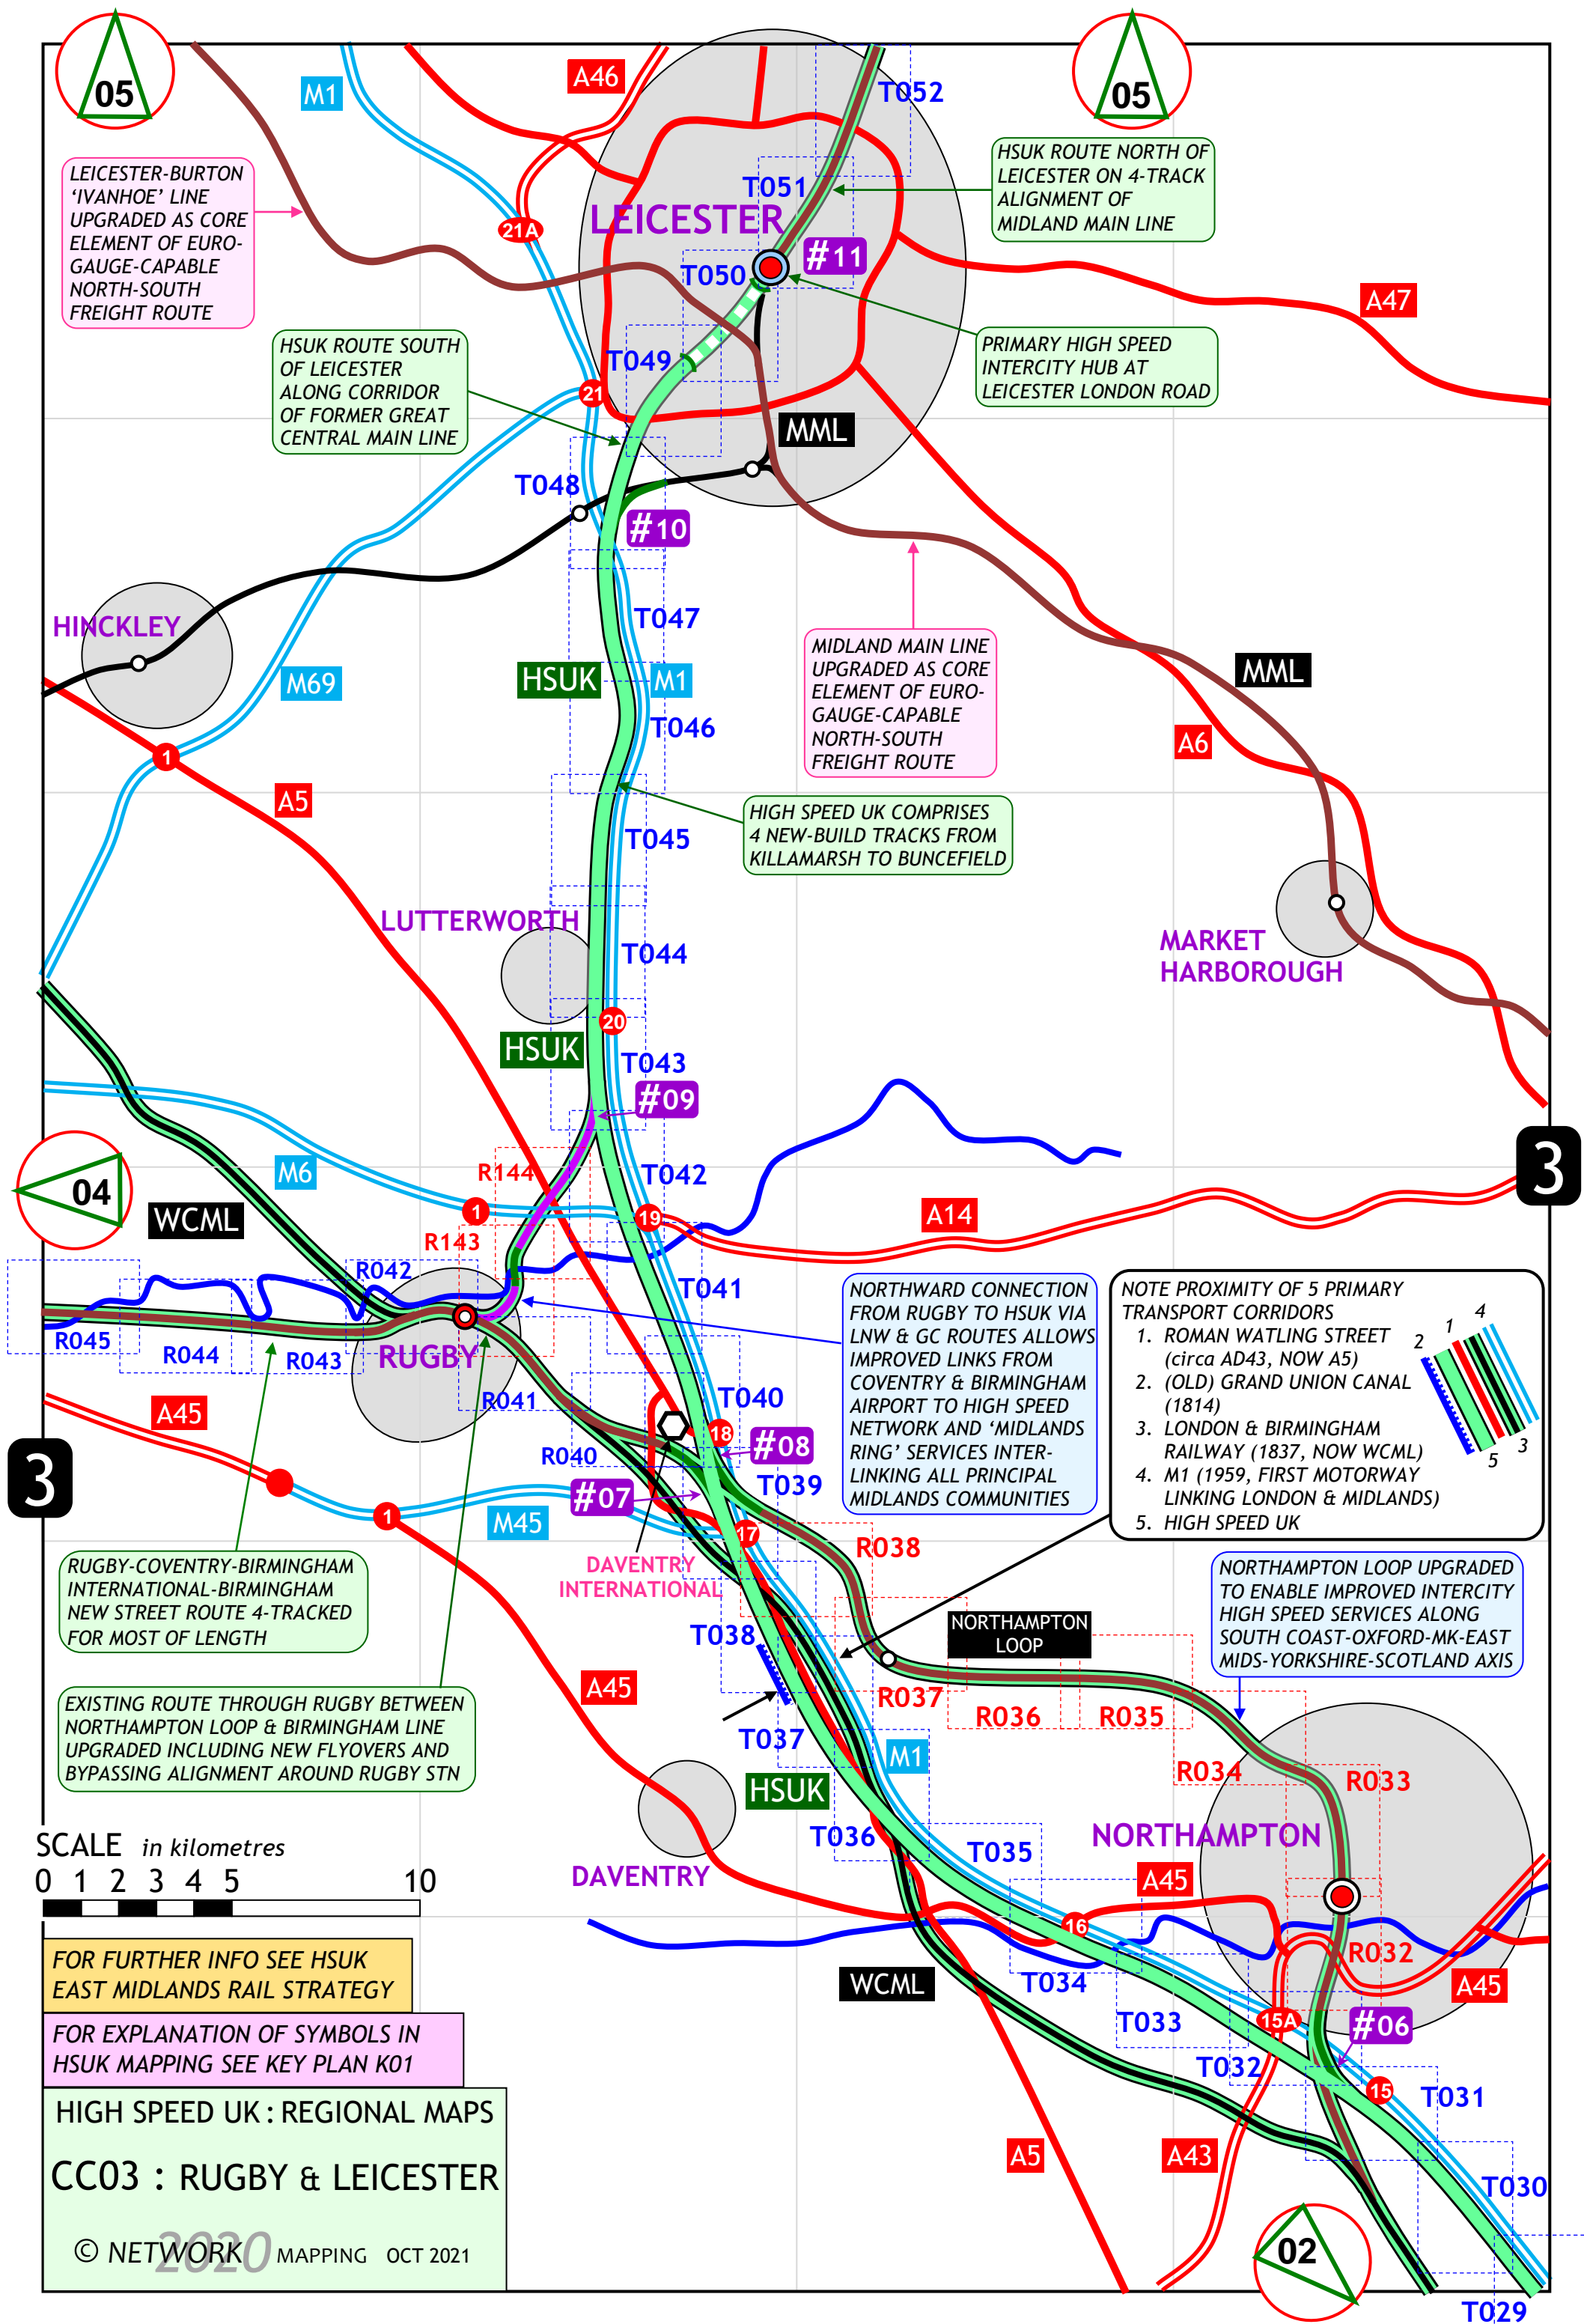 05
05
M1
A46
T052
LEICESTER-BURTON
‘IVANHOE’ LINE
UPGRADED AS CORE
ELEMENT OF EURO-
GAUGE-CAPABLE
NORTH-SOUTH
FREIGHT ROUTE
HSUK ROUTE NORTH OF
LEICESTER ON 4-TRACK
ALIGNMENT OF
MIDLAND MAIN LINE
T051
LEICESTER
21A
#11
T050
A47
HSUK ROUTE SOUTH
OF LEICESTER
ALONG CORRIDOR
OF FORMER GREAT
CENTRAL MAIN LINE
PRIMARY HIGH SPEED
INTERCITY HUB AT
LEICESTER LONDON ROAD
T049
21
MML
T048
#10
HINCKLEY
T047
MIDLAND MAIN LINE
UPGRADED AS CORE
ELEMENT OF EURO-
GAUGE-CAPABLE
NORTH-SOUTH
FREIGHT ROUTE
M69
HSUK
M1
MML
T046
A6
1
A5
HIGH SPEED UK COMPRISES
4 NEW-BUILD TRACKS FROM
KILLAMARSH TO BUNCEFIELD
T045
LUTTERWORTH
T044
MARKET
HARBOROUGH
20
HSUK
T043
#09
04
M6
R144
T042
3
WCML
1
19
A14
R143
R042
T041
R045
R044
R043
RUGBY
NORTHWARD CONNECTION
FROM RUGBY TO HSUK VIA
LNW & GC ROUTES ALLOWS
IMPROVED LINKS FROM
COVENTRY & BIRMINGHAM
AIRPORT TO HIGH SPEED
NETWORK AND ‘MIDLANDS
RING’ SERVICES INTER-
LINKING ALL PRINCIPAL
MIDLANDS COMMUNITIES
NOTE PROXIMITY OF 5 PRIMARY
TRANSPORT CORRIDORS
1. ROMAN WATLING STREET
(circa AD43, NOW A5)
2. (OLD) GRAND UNION CANAL
(1814)
3. LONDON & BIRMINGHAM
RAILWAY (1837, NOW WCML)
4. M1 (1959, FIRST MOTORWAY
LINKING LONDON & MIDLANDS)
5. HIGH SPEED UK
2 1 4
5 3
A45
R041
T040
18
#08
R040
3
#07
T039
1
M45
17
R038
DAVENTRY
INTERNATIONAL
RUGBY-COVENTRY-BIRMINGHAM
INTERNATIONAL-BIRMINGHAM
NEW STREET ROUTE 4-TRACKED
FOR MOST OF LENGTH
NORTHAMPTON LOOP UPGRADED
TO ENABLE IMPROVED INTERCITY
HIGH SPEED SERVICES ALONG
SOUTH COAST-OXFORD-MK-EAST
MIDS-YORKSHIRE-SCOTLAND AXIS
T038
NORTHAMPTON
LOOP
A45
R037
R036
R035
EXISTING ROUTE THROUGH RUGBY BETWEEN
NORTHAMPTON LOOP & BIRMINGHAM LINE
UPGRADED INCLUDING NEW FLYOVERS AND
BYPASSING ALIGNMENT AROUND RUGBY STN
T037
M1
R034
R033
HSUK
T036
NORTHAMPTON
T035
DAVENTRY
A45
SCALE in kilometres
0 1 2 3 4 5 10
16
R032
FOR FURTHER INFO SEE HSUK
EAST MIDLANDS RAIL STRATEGY
WCML
T034
A45
T033
15A
#06
FOR EXPLANATION OF SYMBOLS IN
HSUK MAPPING SEE KEY PLAN K01
T032
15
T031
HIGH SPEED UK : REGIONAL MAPS
A5
A43
CC03 : RUGBY & LEICESTER
T030
02
© NETWORK 2020 MAPPING OCT 2021
T029